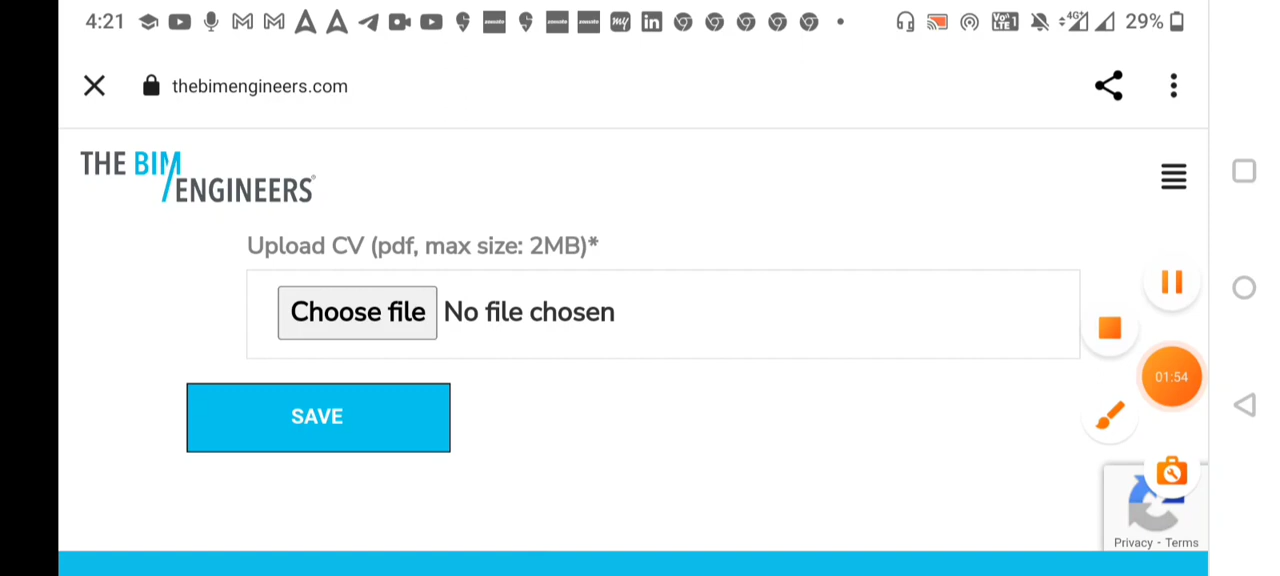 4:21
29%
thebimengineers.com
THE BIM
ENGINEERS
Upload CV (pdf, max size: 2MB)*
Choose file No file chosen
01:54
SAVE
Privacy - Terms